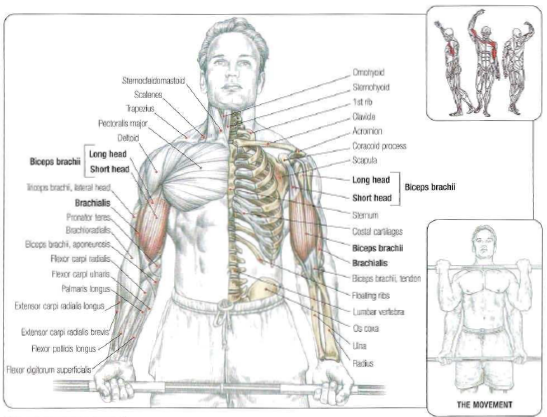 Sternocleidomastoid
Scalenes
Trapezius
Pectoralis major
Deltoid
Biceps brachii
Long head
Short head
Triceps brachii, lateral head
Brachialis
Pronator teres
Brachioradialis
Biceps brachii, aponeurosis
Flexor carpi radialis
Flexor carpi ulnaris
Palmaris longus
Extensor carpi radialis longus
Extensor carpi radialis brevis
Flexor pollicis longus
Flexor digitorum superficialis
Omohyoid
Sternohyoid
1st rib
Clavicle
Acromion
Coracoid process
Scapula
Long head
Short head
Biceps brachii
Sternum
Costal cartilages
Biceps brachii
Brachialis
Biceps brachii, tendon
Floating ribs
Lumbar vertebra
Os coxa
Ulna
Radius
THE MOVEMENT